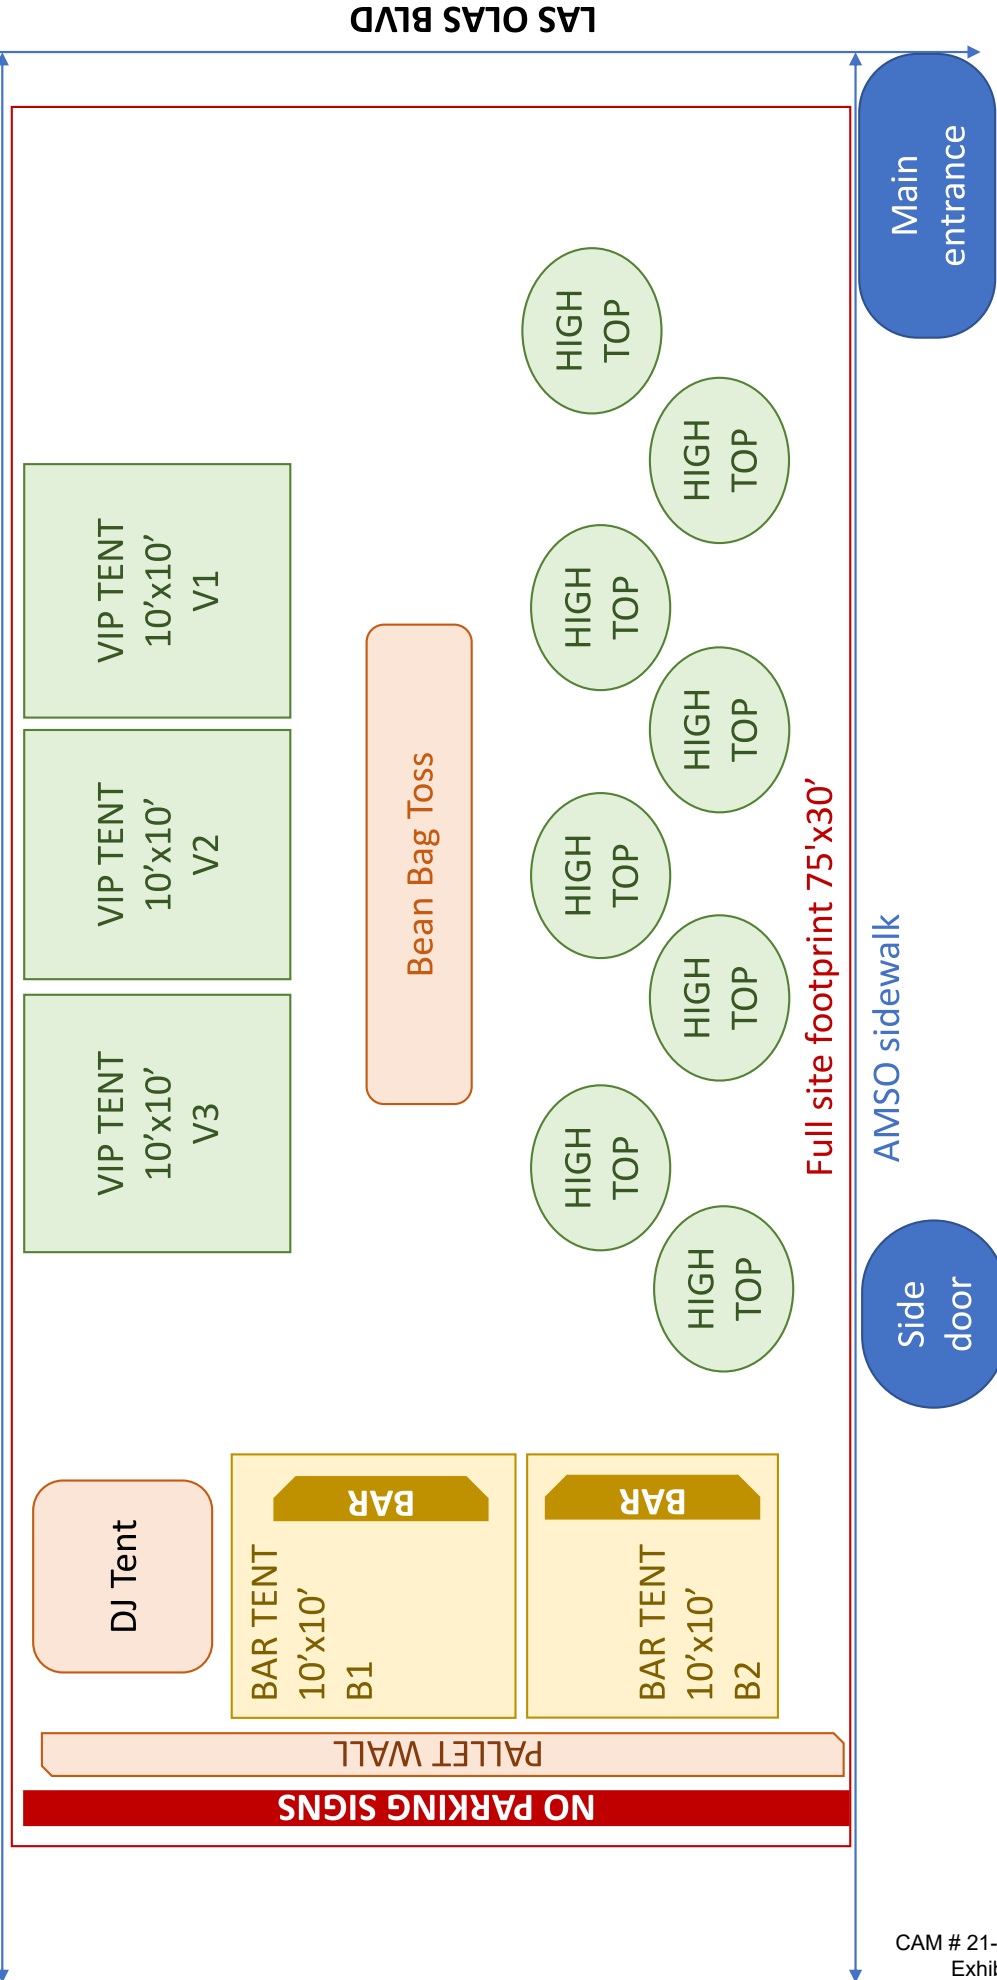 LAS OLAS BLVD
Main
entrance
HIGH
TOP
HIGH
TOP
VIP TENT
10’x10’
V1
HIGH
TOP
HIGH
TOP
VIP TENT
10’x10’
V2
Bean Bag Toss
HIGH
TOP
HIGH
TOP
Full site footprint 75'x30’
AMSO sidewalk
VIP TENT
10’x10’
V3
HIGH
TOP
HIGH
TOP
Side
door
DJ Tent
BAR
BAR TENT
10’x10’
B1
BAR
BAR TENT
10’x10’
B2
PALLET WALL
NO PARKING SIGNS
CAM # 21-